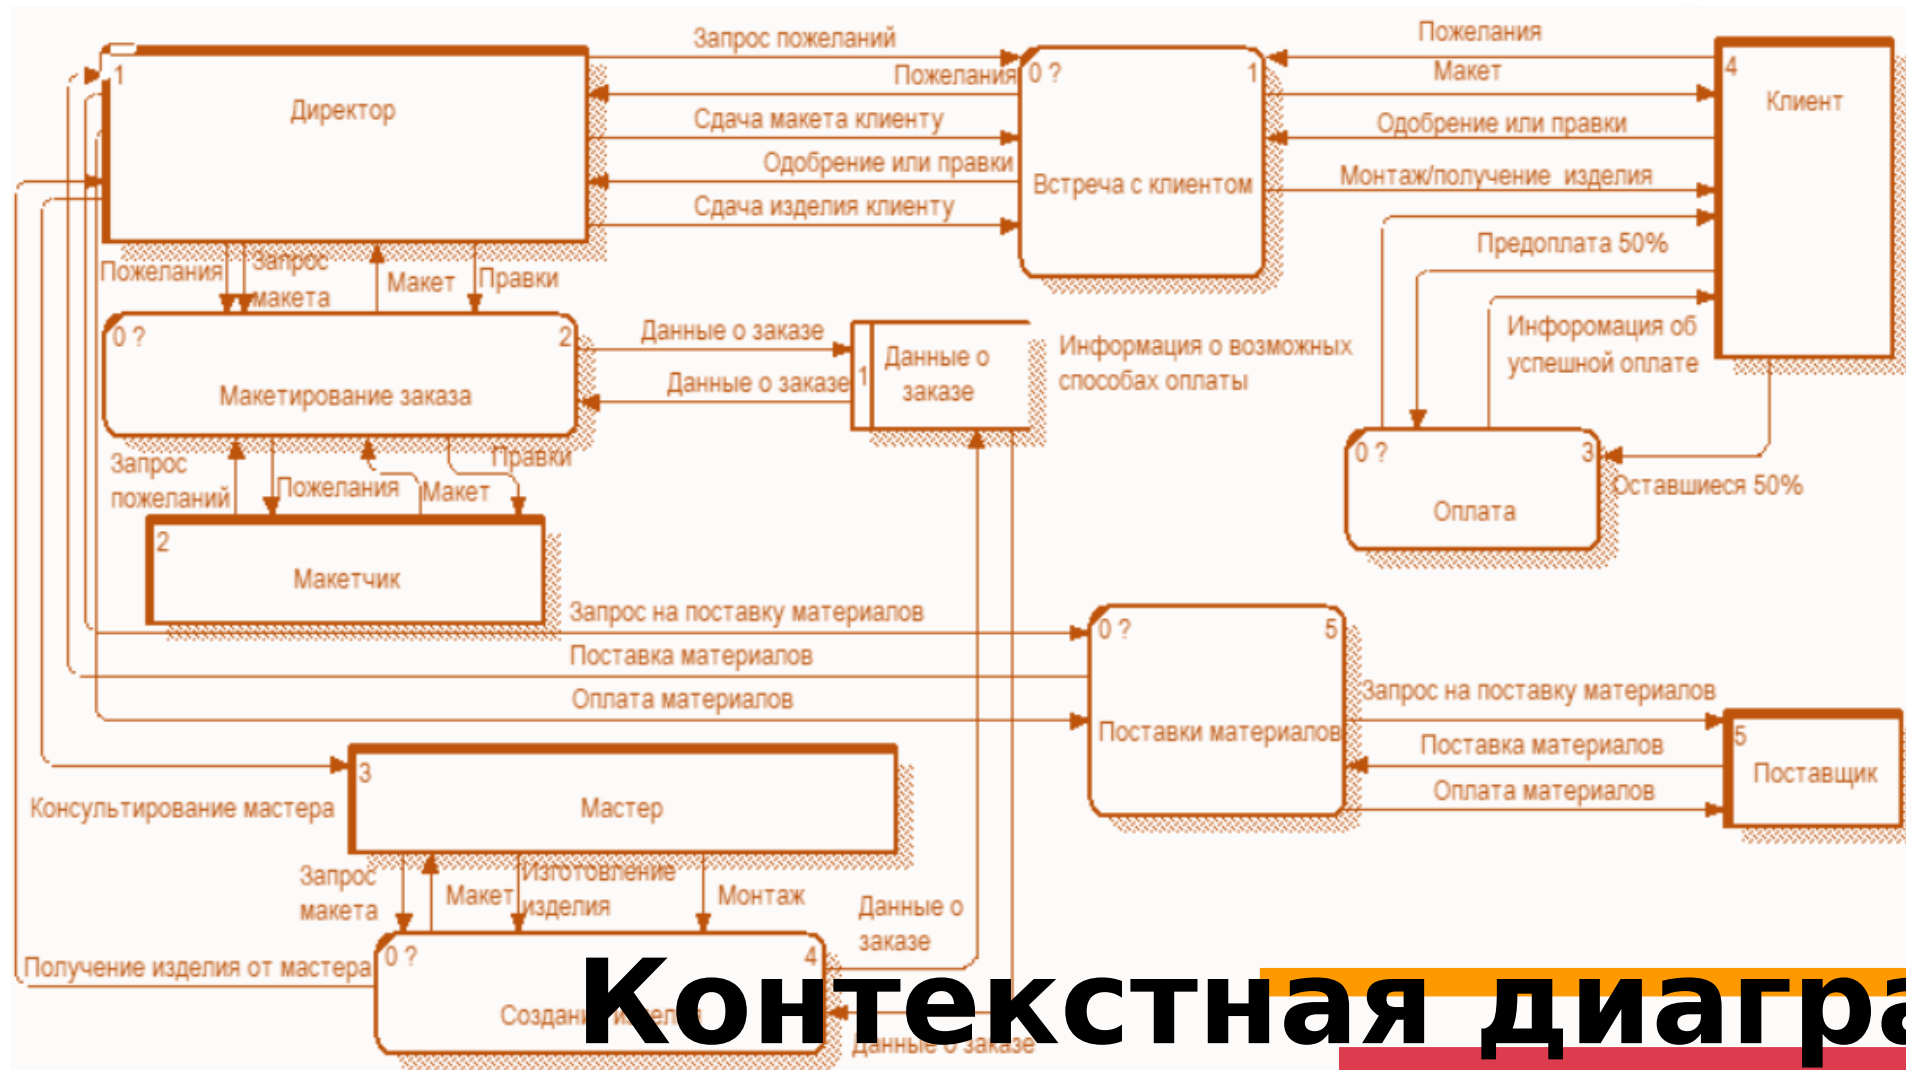 Запрос пожеланий
Пожелания
Сдача макета клиенту
Одобрение или правки
Сдача изделия клиенту
1
Директор
0 ?
1
Встреча с клиентом
Пожелания
Макет
Одобрение или правки
Монтаж/получение изделия
4
Клиент
Предоплата 50%
Инфоромация об
успешной оплате
Информация о возможных
способах оплаты
Оставшиеся 50%
0 ?
3
Оплата
Пожелания
Запрос
макета
Макет
Правки
0 ?
2
Макетирование заказа
Данные о заказе
Данные о заказе
1
Данные о
заказе
Запрос
пожеланий
Пожелания
Макет
Правки
2
Макетчик
Запрос на поставку материалов
Поставка материалов
Оплата материалов
0 ?
5
Поставки материалов
Запрос на поставку материалов
Поставка материалов
Оплата материалов
5
Поставщик
Консультирование мастера
3
Мастер
Запрос
макета
Макет
Изготовление
изделия
Монтаж
Данные о
заказе
Получение изделия от мастера
0 ?
4
Данные о заказе
Контекстная диагра